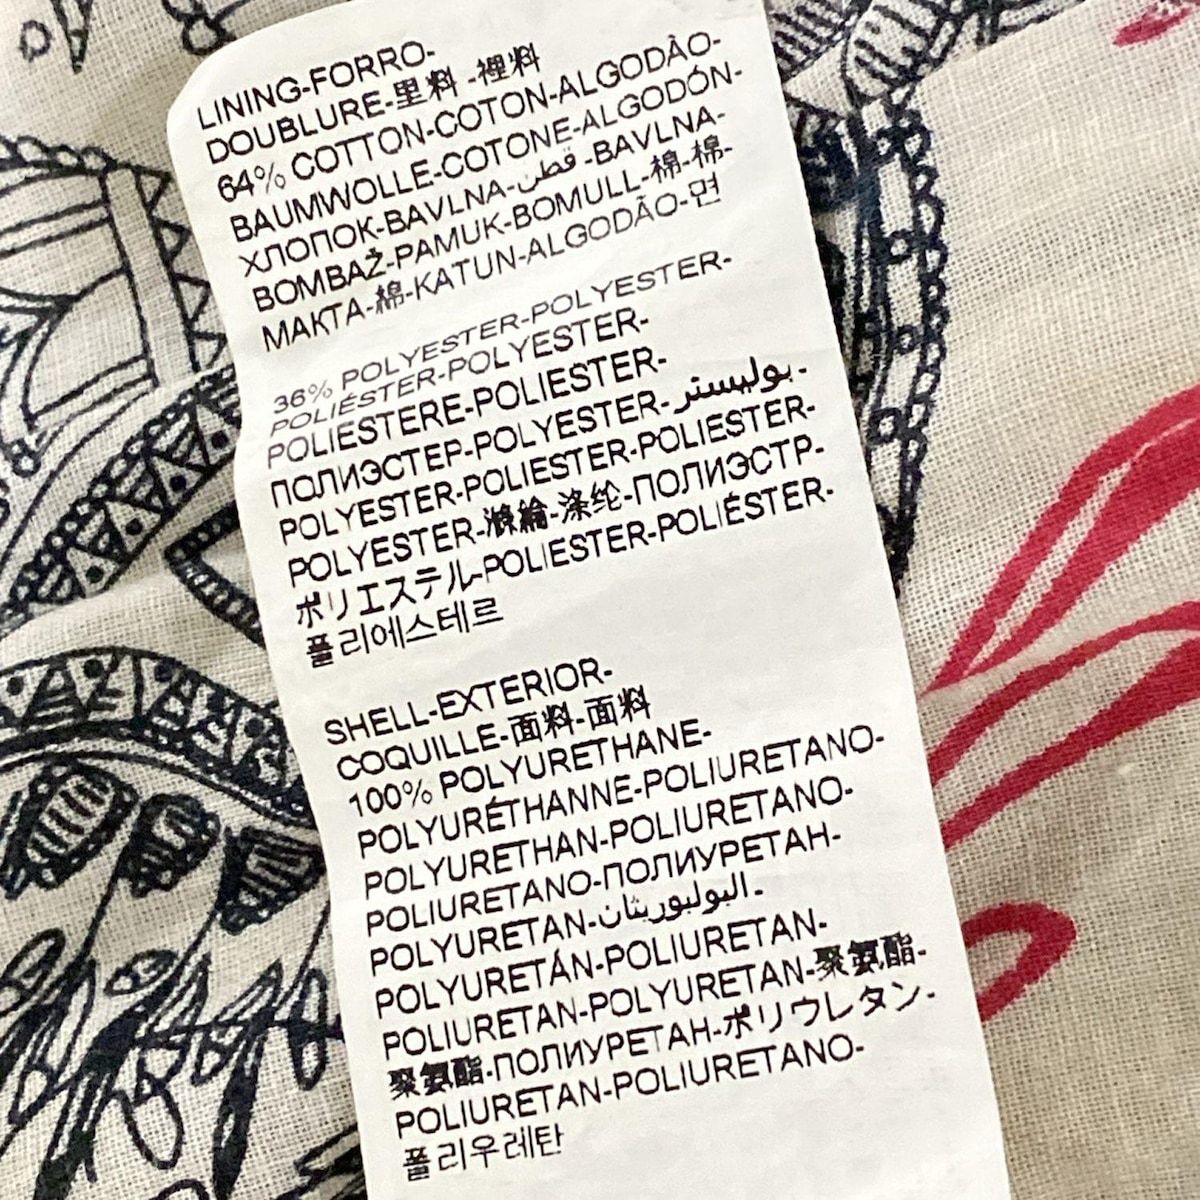 LINING-FORRO-
DOUBLURE-里料-裡料
64% COTTON-COTON-ALGODÃO-
BAUMWOLLE-COTONE-ALGODÓN-
ХЛОПОК-BAVLNA-قطن-BAVLNA-
BOMBAŽ-PAMUK-BOMULL-棉-棉-
МАКТА-綿-KATUN-ALGODÃO-면
36% POLYESTER-POLYESTER-
POLIÉSTER-POLYESTER-
POLIESTERE-POLIÉSTER-
ПОЛИЭСТЕР-POLYESTER-بوليستر-
POLYESTER-POLIESTER-POLIESTER-
POLYESTER-滌綸-涤纶-ПОЛИЭСТР-
ポリエステル-POLIESTER-POLIÉSTER-
폴리에스테르
SHELL-EXTERIOR-
COQUILLE-面料-面料
100% POLYURETHANE-
POLYURÉTHANNE-POLIURETANO-
POLYURETHAN-POLIURETANO-
POLIURETANO-ПОЛИУРЕТАН-
POLYURETAN-البوليوريثان-
POLYURETÁN-POLIURETAN-
POLIURETAN-POLYURETAN-聚氨酯-
聚氨酯-ПОЛИУРЕТАН-ポリウレタン-
POLIURETAN-POLIURETANO-
폴리우레탄